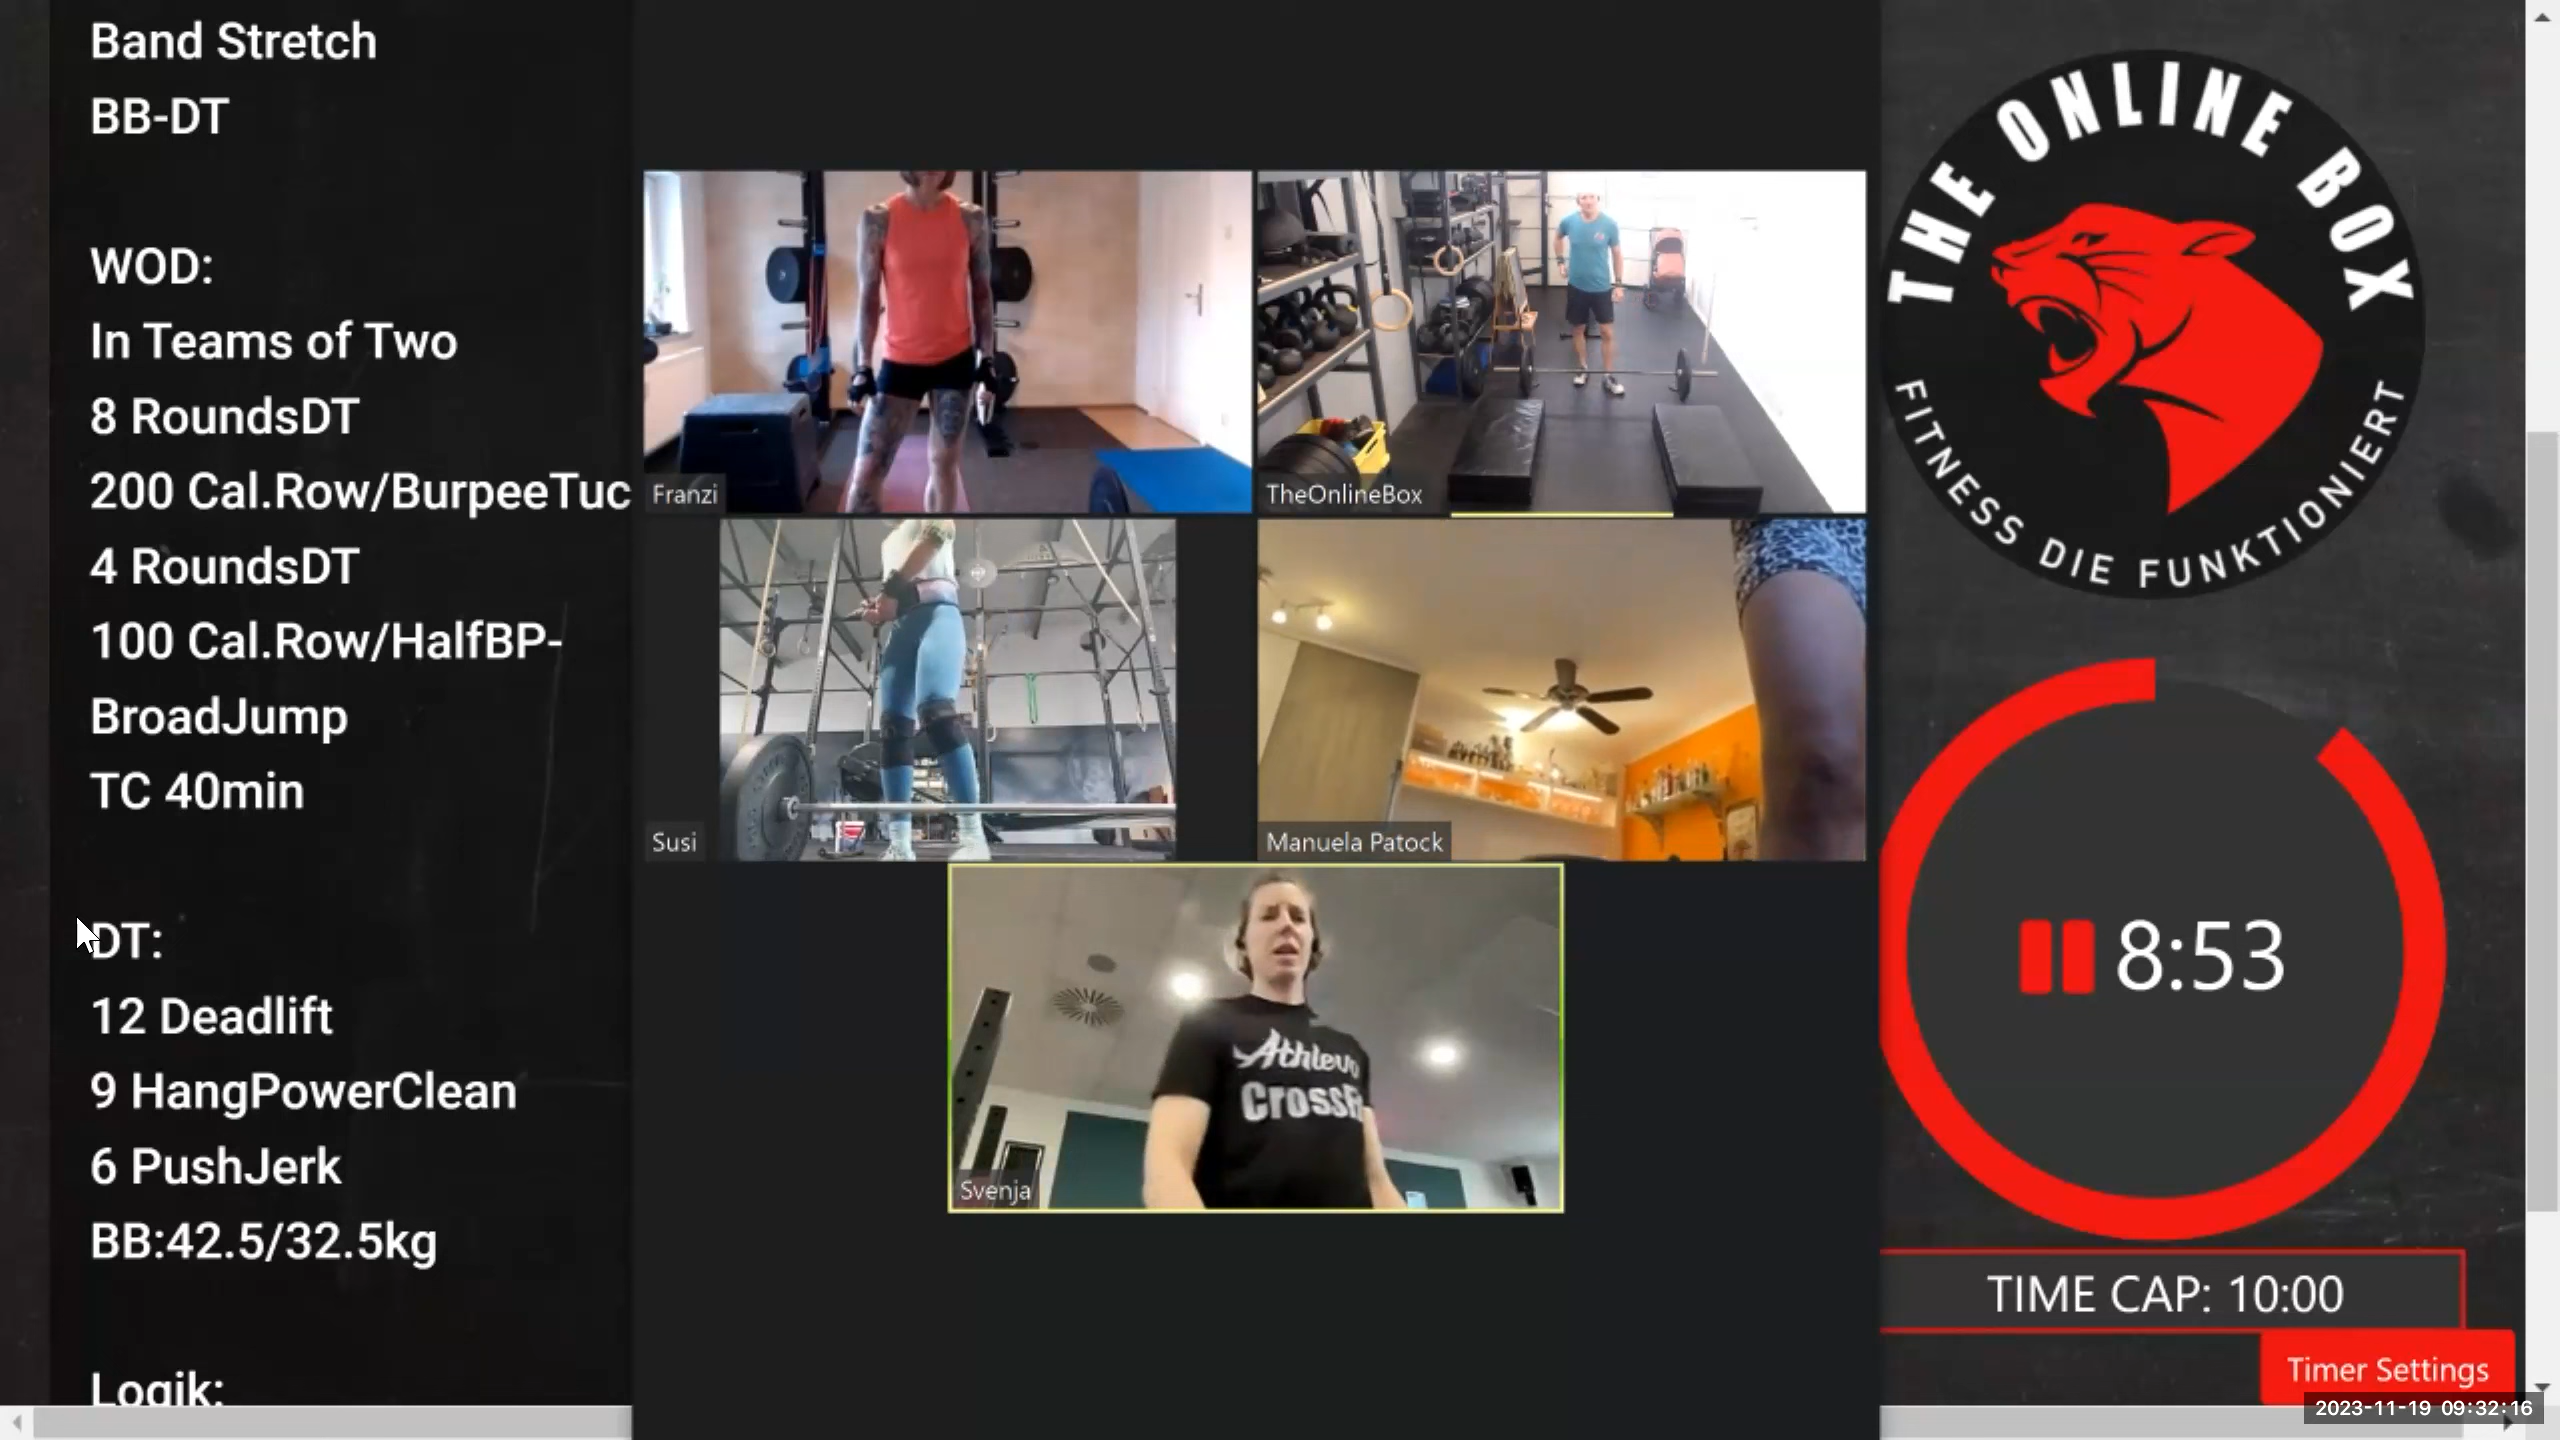 Band Stretch
BB-DT
WOD:
In Teams of Two
8 RoundsDT
200 Cal.Row/BurpeeTuc
4 RoundsDT
100 Cal.Row/HalfBP-
BroadJump
TC 40min
DT:
12 Deadlift
9 HangPowerClean
6 PushJerk
BB:42.5/32.5kg
Logik:
Franzi
TheOnlineBox
Susi
Manuela Patock
Athlevo
CrossFi
Svenja
THE ONLINE BOX
FITNESS DIE FUNKTIONIERT
8:53
TIME CAP: 10:00
Timer Settings
2023-11-19 09:32:16